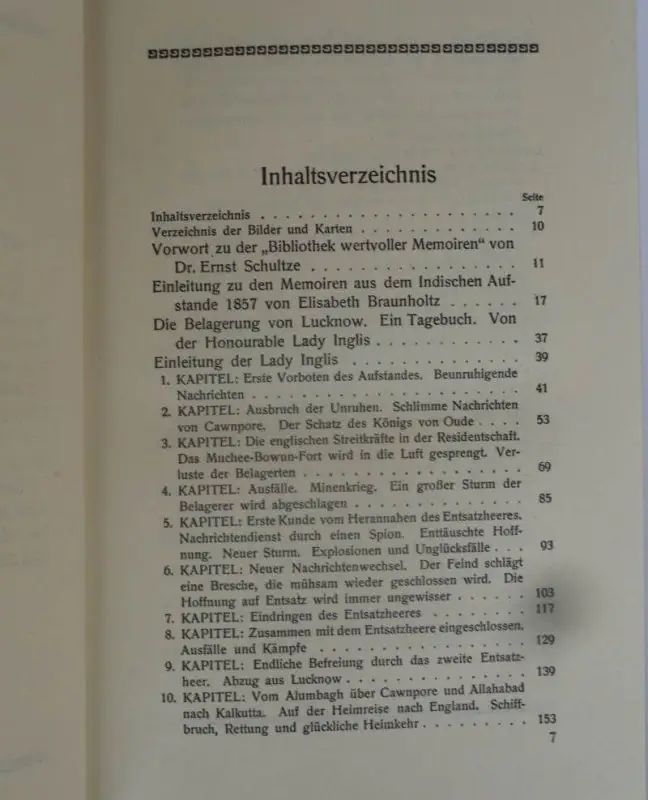 Inhaltsverzeichnis
Seite
Inhaltsverzeichnis . . . . . . . . . . . . . . . . . . . 7
Verzeichnis der Bilder und Karten . . . . . . . . . . . . 10
Vorwort zu der „Bibliothek wertvoller Memoiren“ von
Dr. Ernst Schultze . . . . . . . . . . . . . . . . 11
Einleitung zu den Memoiren aus dem Indischen Auf-
stande 1857 von Elisabeth Braunholtz . . . . . . 17
Die Belagerung von Lucknow. Ein Tagebuch. Von
der Honourable Lady Inglis . . . . . . . . . . . . 37
Einleitung der Lady Inglis . . . . . . . . . . . . . 39
1. KAPITEL: Erste Vorboten des Aufstandes. Beunruhigende
Nachrichten . . . . . . . . . . . . . . . . . . . . 41
2. KAPITEL: Ausbruch der Unruhen. Schlimme Nachrichten
von Cawnpore. Der Schatz des Königs von Oude . . . . 53
3. KAPITEL: Die englischen Streitkräfte in der Residentschaft.
Das Muchee-Bowun-Fort wird in die Luft gesprengt. Ver-
luste der Belagerten . . . . . . . . . . . . . . . . 69
4. KAPITEL: Ausfälle. Minenkrieg. Ein großer Sturm der
Belagerer wird abgeschlagen . . . . . . . . . . . . . 85
5. KAPITEL: Erste Kunde vom Herannahen des Entsatzheeres.
Nachrichtendienst durch einen Spion. Enttäuschte Hoff-
nung. Neuer Sturm. Explosionen und Unglücksfälle . . . 93
6. KAPITEL: Neuer Nachrichtenwechsel. Der Feind schlägt
eine Bresche, die mühsam wieder geschlossen wird. Die
Hoffnung auf Entsatz wird immer ungewisser . . . . . . 103
7. KAPITEL: Eindringen des Entsatzheeres . . . . . . . . 117
8. KAPITEL: Zusammen mit dem Entsatzheere eingeschlossen.
Ausfälle und Kämpfe . . . . . . . . . . . . . . . . 129
9. KAPITEL: Endliche Befreiung durch das zweite Entsatz-
heer. Abzug aus Lucknow . . . . . . . . . . . . . . 139
10. KAPITEL: Vom Alumbagh über Cawnpore und Allahabad
nach Kalkutta. Auf der Heimreise nach England. Schiff-
bruch, Rettung und glückliche Heimkehr . . . . . . . . . 153
7